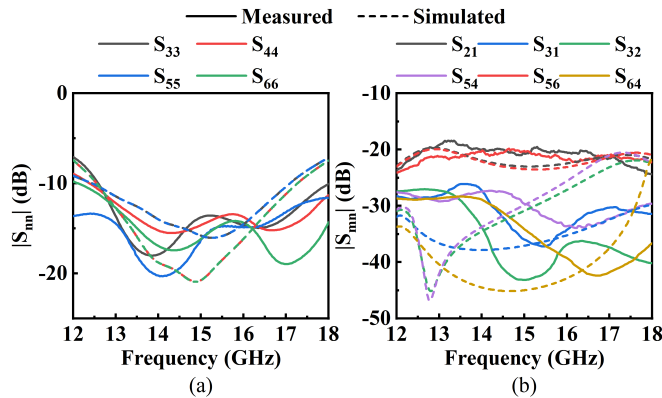 Measured Simulated
S33 S44
S55 S66
S21 S31 S32
S54 S56 S64
|Snn| (dB)
0
-10
-20
12 13 14 15 16 17 18
Frequency (GHz)
(a)
|Smn| (dB)
-10
-20
-30
-40
-50
12 13 14 15 16 17 18
Frequency (GHz)
(b)